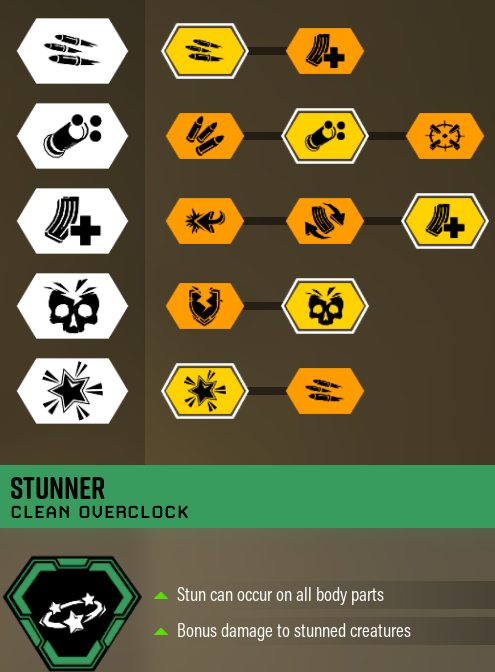 STUNNER
CLEAN OVERCLOCK
Stun can occur on all body parts
Bonus damage to stunned creatures